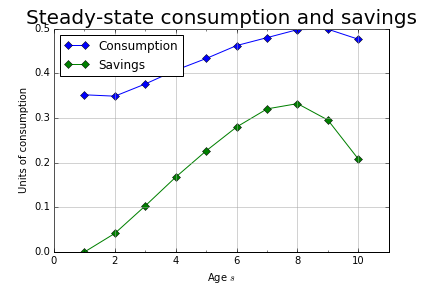 Steady-state consumption and savings
0.5
0.4
0.3
0.2
0.1
0.0
Units of consumption
Consumption
Savings
0 2 4 6 8 10
Age s